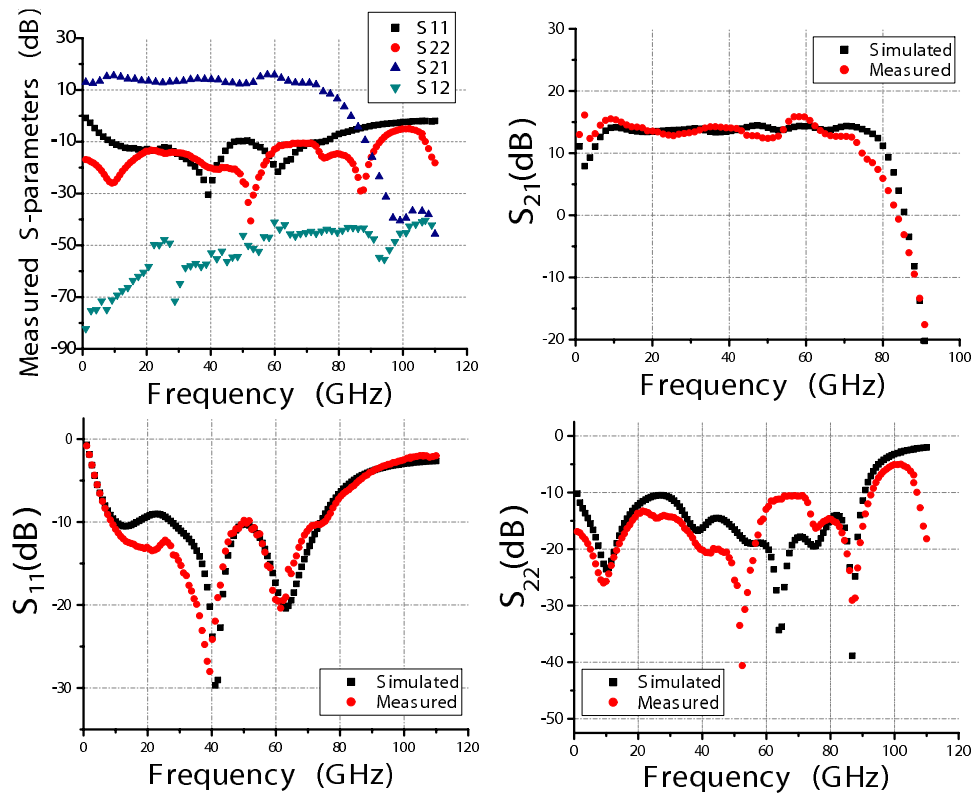 Measured S-parameters (dB)
30
10
-10
-30
-50
-70
-90
S11
S22
S21
S12
0 20 40 60 80 100 120
Frequency (GHz)
S21(dB)
30
20
10
0
-10
-20
Simulated
Measured
0 20 40 60 80 100
Frequency (GHz)
S11(dB)
0
-10
-20
-30
Simulated
Measured
0 20 40 60 80 100 120
Frequency (GHz)
S22(dB)
0
-10
-20
-30
-40
-50
Simulated
Measured
0 20 40 60 80 100 120
Frequency (GHz)